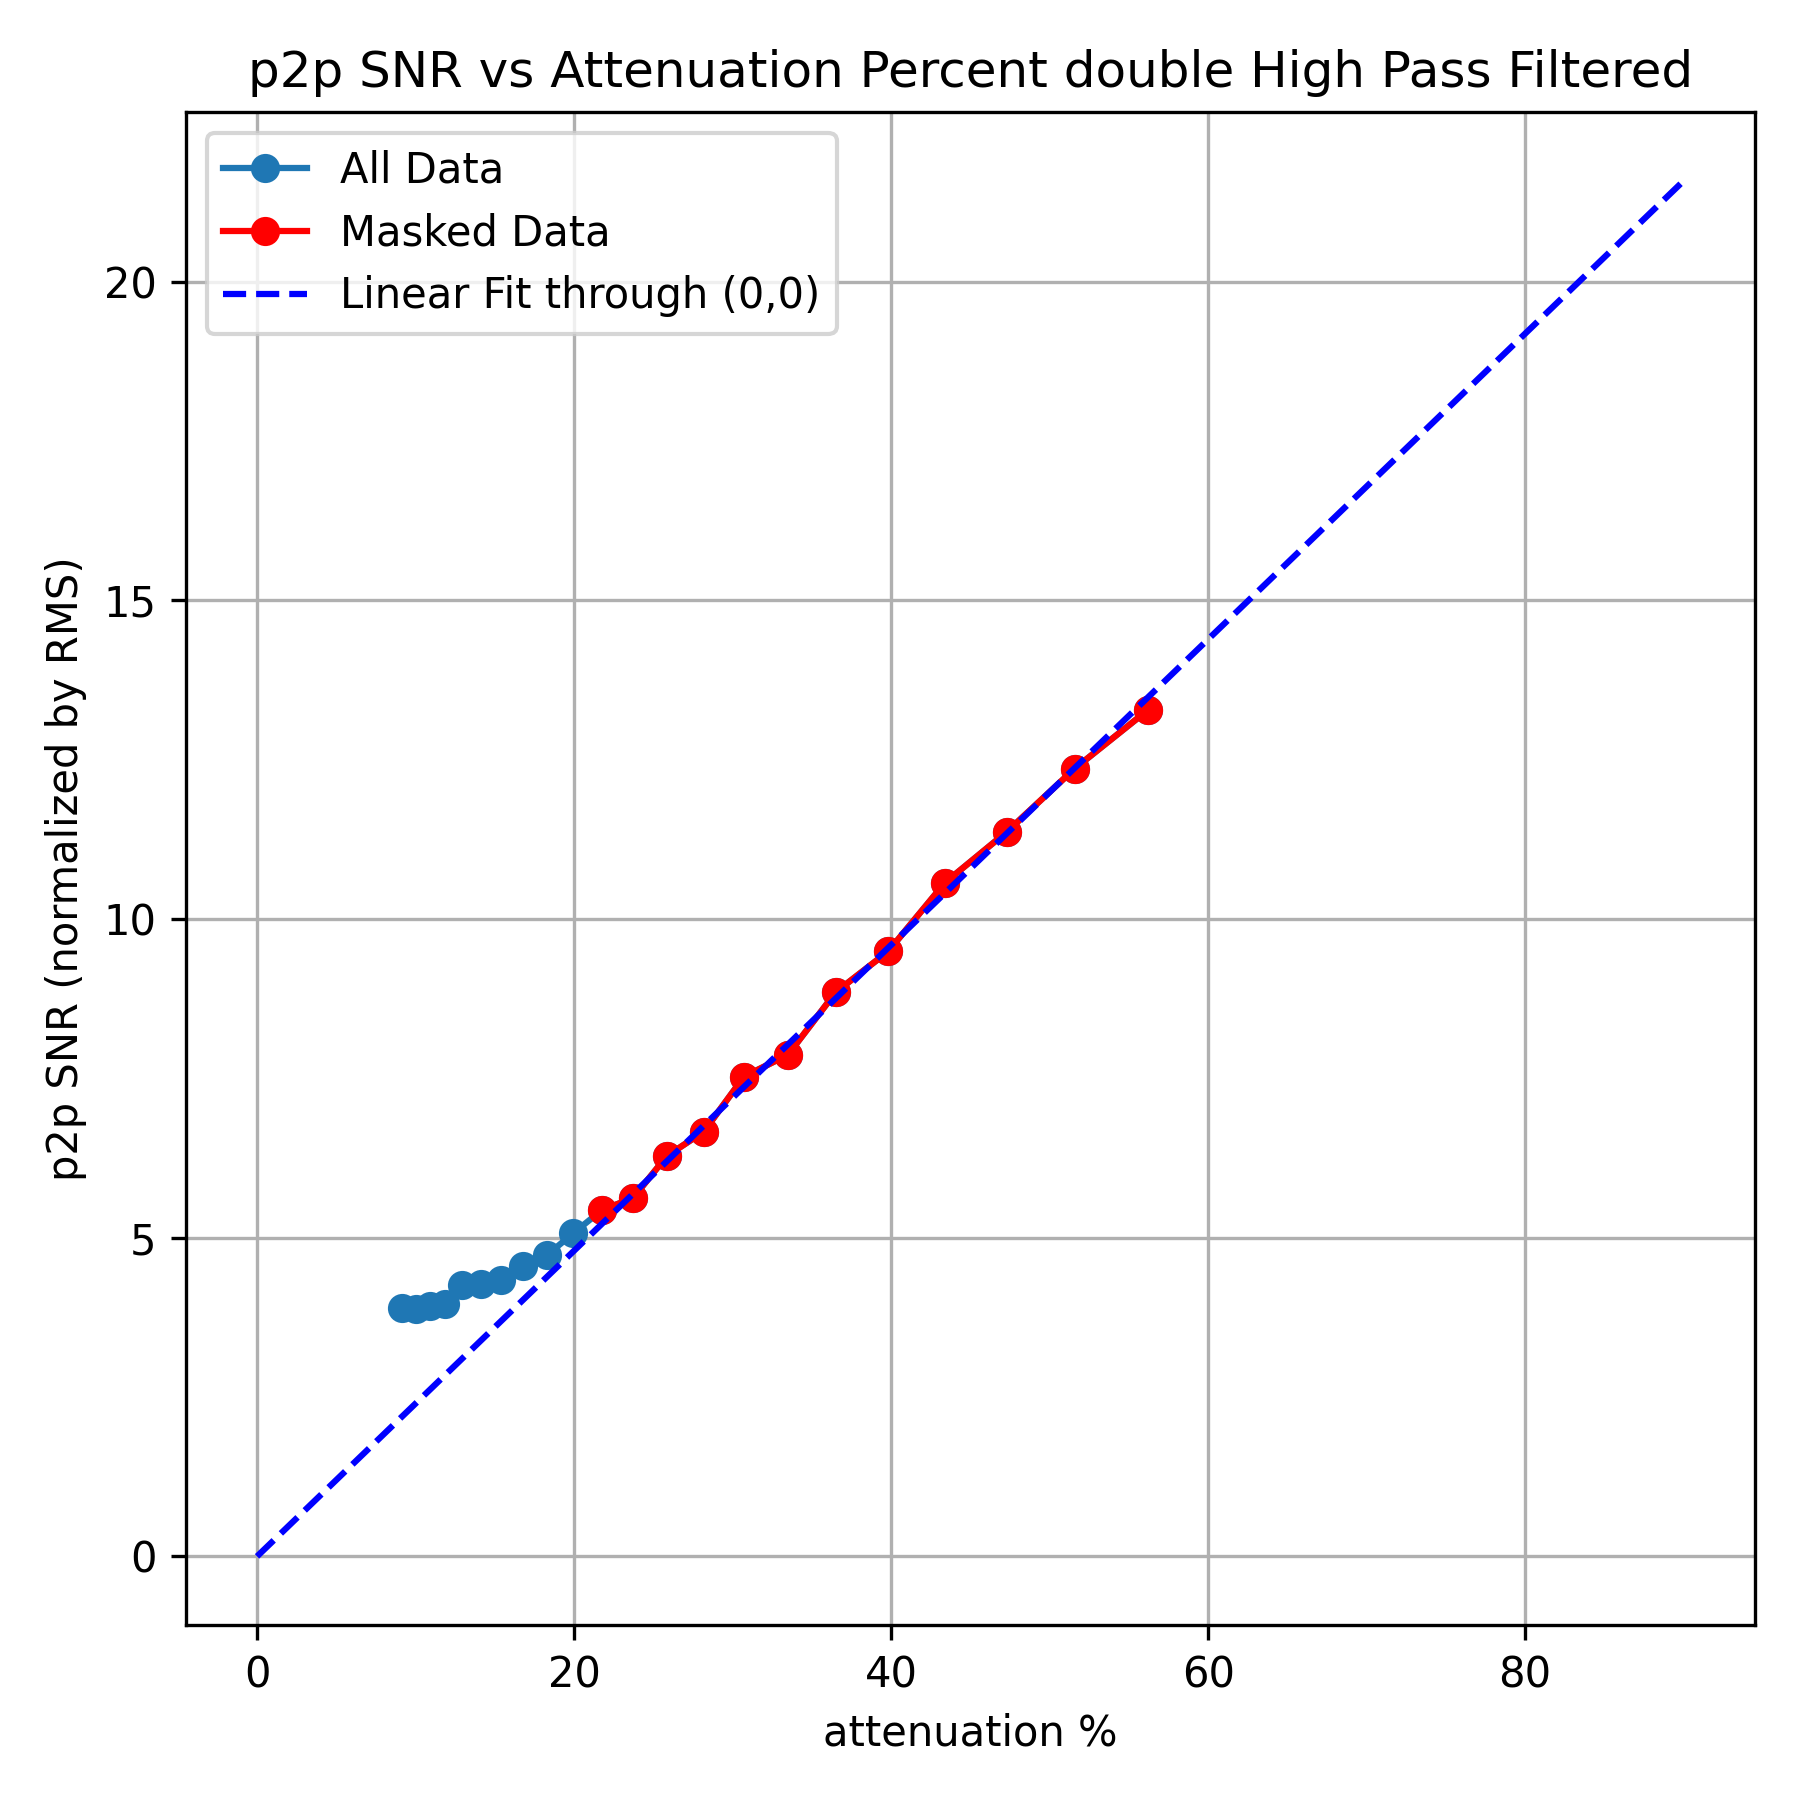 p2p SNR vs Attenuation Percent double High Pass Filtered
All Data
Masked Data
Linear Fit through (0,0)
p2p SNR (normalized by RMS)
20
15
10
5
0
0 20 40 60 80
attenuation %